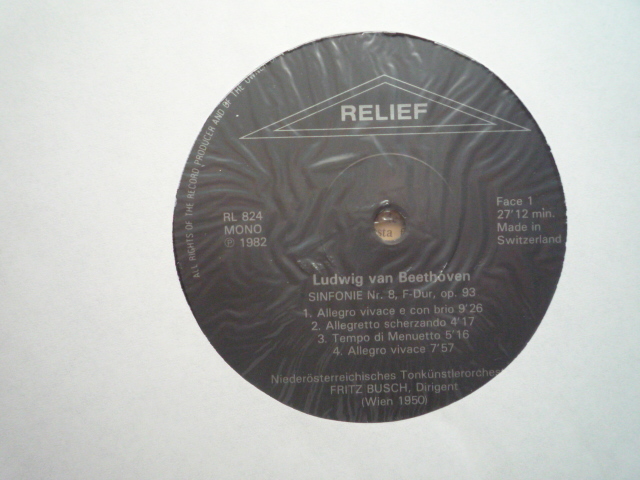 RELIEF
ALL RIGHTS OF THE RECORD PRODUCER AND OF THE
RL 824
MONO
℗ 1982
Face 1
27'12 min.
Made in
Switzerland
Ludwig van Beethoven
SINFONIE Nr. 8, F-Dur, op. 93
1. Allegro vivace e con brio 9'26
2. Allegretto scherzando 4'17
3. Tempo di Menuetto 5'16
4. Allegro vivace 7'57
Niederösterreichisches Tonkünstlerorchest
FRITZ BUSCH, Dirigent
(Wien 1950)